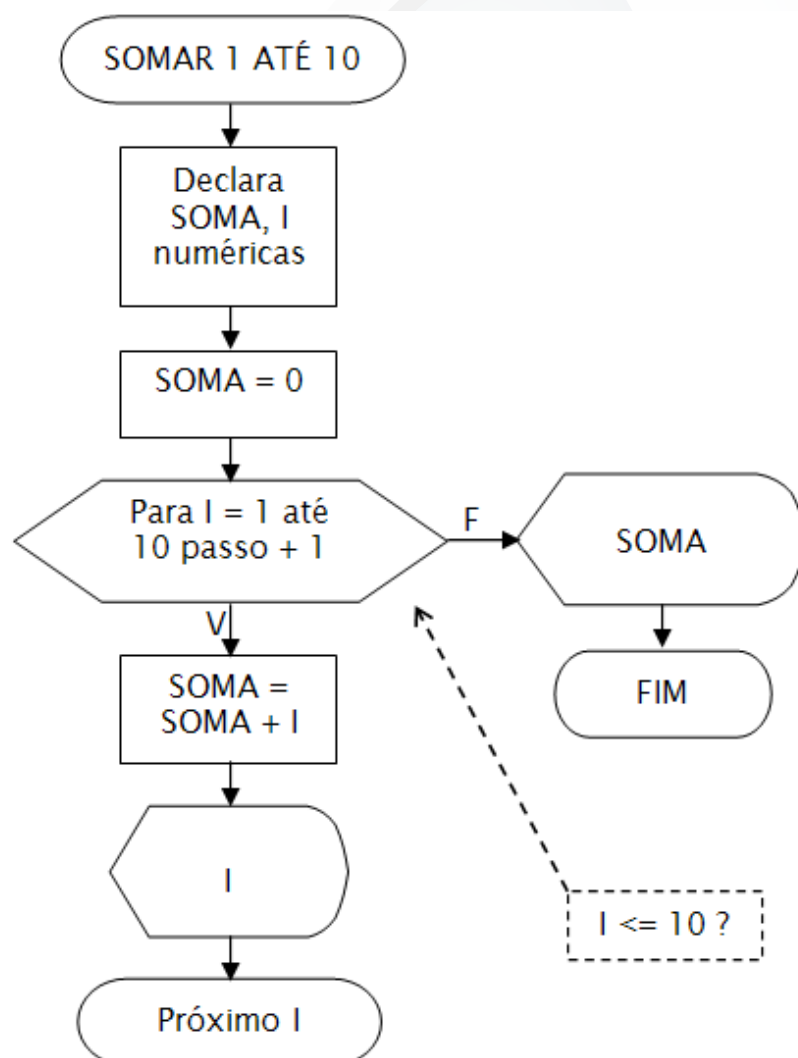 SOMAR 1 ATÉ 10
Declara
SOMA, I
numéricas
SOMA = 0
Para I = 1 até
10 passo + 1
F
SOMA
V
FIM
SOMA =
SOMA + I
I
I <= 10 ?
Próximo I